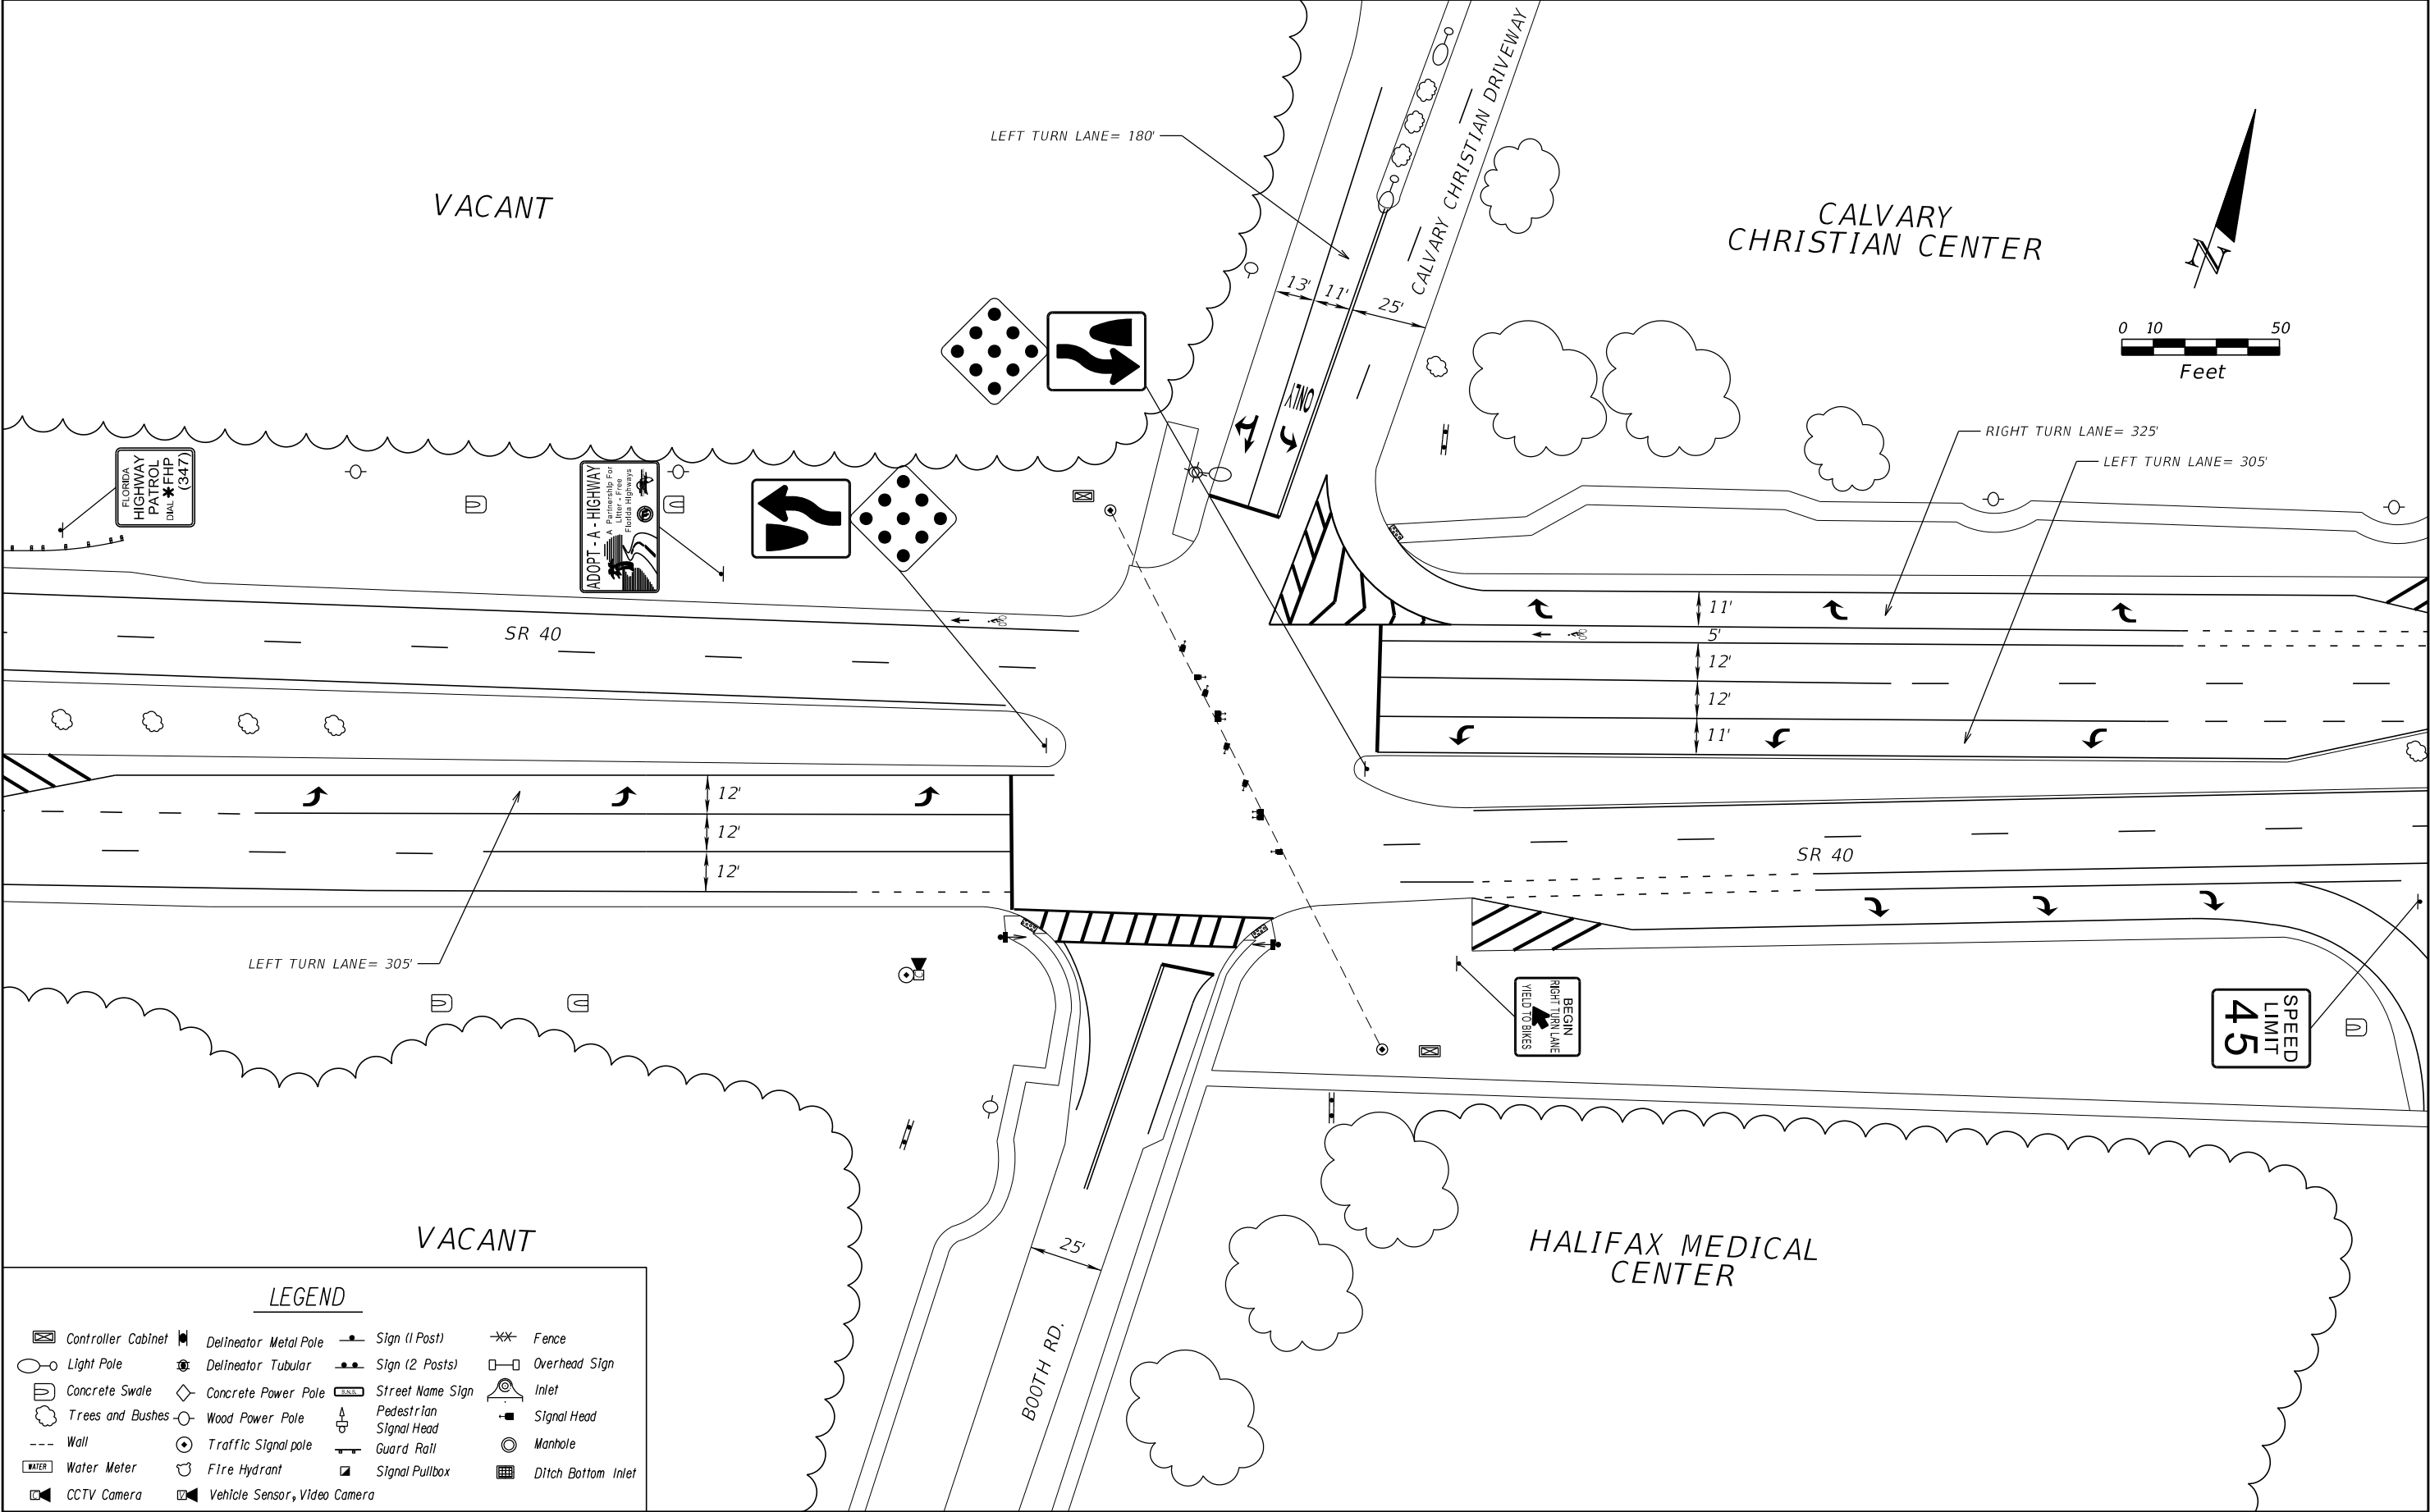 LEFT TURN LANE= 180'
CALVARY CHRISTIAN DRIVEWAY
VACANT
CALVARY
CHRISTIAN CENTER
N
0 10 50
Feet
13' 11' 25'
ONLY
RIGHT TURN LANE= 325'
LEFT TURN LANE= 305'
FLORIDA
HIGHWAY
PATROL
DIAL *FHP
(347)
ADOPT-A-HIGHWAY
A Partnership For
Litter-Free
Florida Highways
SR 40
11'
5'
12'
12'
11'
12'
12'
12'
SR 40
LEFT TURN LANE= 305'
BEGIN
RIGHT TURN LANE
YIELD TO BIKES
SPEED
LIMIT
45
VACANT
25'
BOOTH RD.
HALIFAX MEDICAL
CENTER
LEGEND
Controller Cabinet
Light Pole
Concrete Swale
Trees and Bushes
Wall
WATER Water Meter
CCTV Camera
Delineator Metal Pole
Delineator Tubular
Concrete Power Pole
Wood Power Pole
Traffic Signal pole
Fire Hydrant
Vehicle Sensor, Video Camera
Sign (1 Post)
Sign (2 Posts)
S.N.S. Street Name Sign
Pedestrian
Signal Head
Guard Rail
Signal Pullbox
Fence
Overhead Sign
Inlet
Signal Head
Manhole
Ditch Bottom Inlet